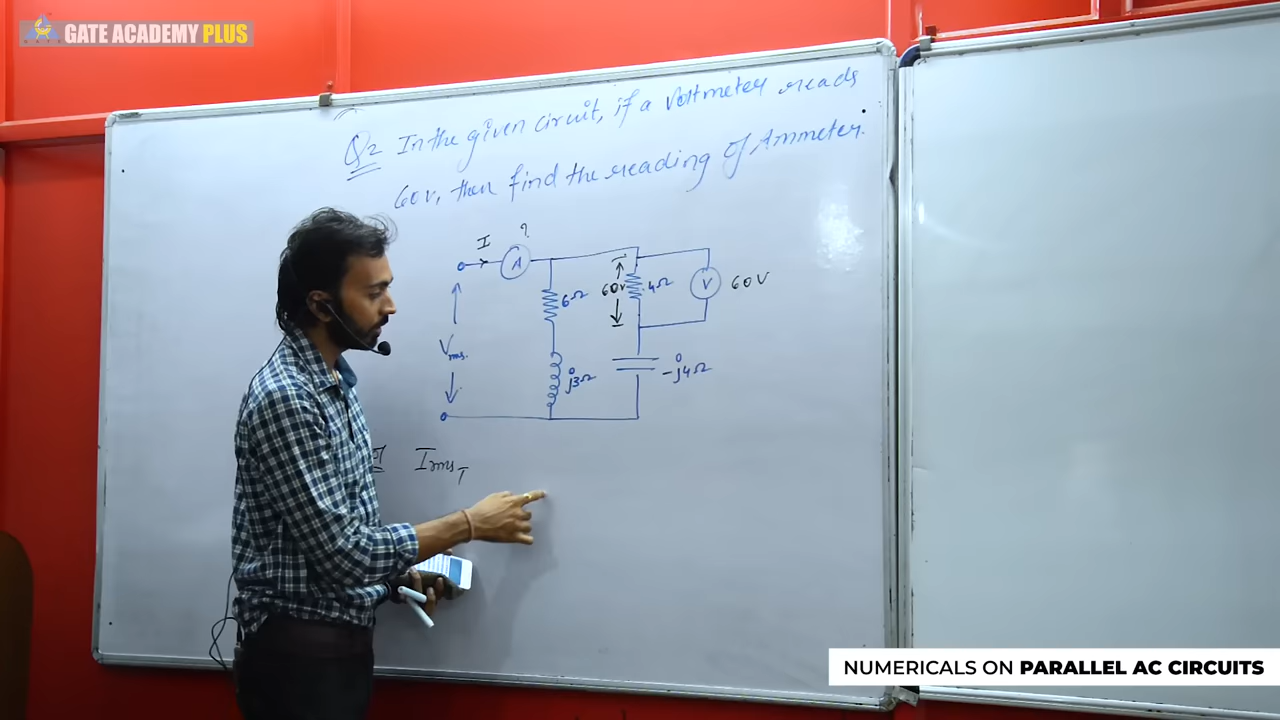 GATE ACADEMY PLUS
Q2 In the given circuit, if a Voltmeter reads
60V, then find the reading of Ammeter.
I
?
A
6Ω
j3Ω
60V
4Ω
-j4Ω
V
60V
Vrms.
IrmsT
NUMERICALS ON PARALLEL AC CIRCUITS